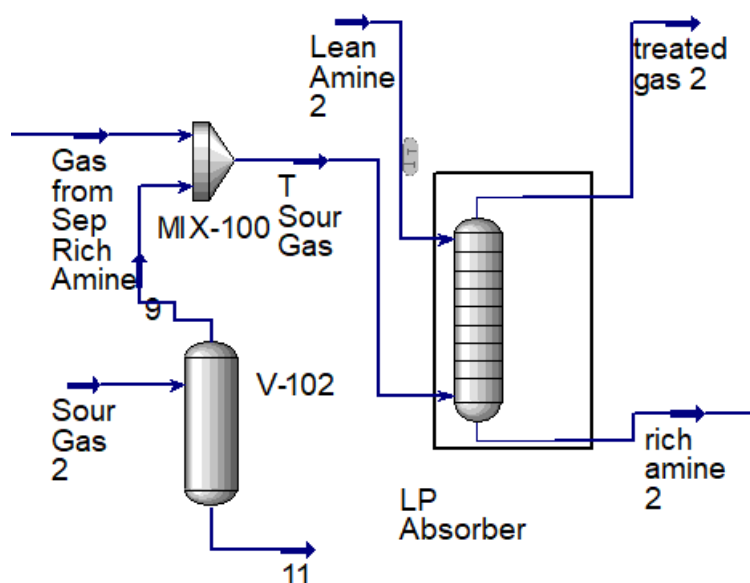 Lean
Amine
2
treated
gas 2
Gas
from
Sep
Rich
Amine
MIX-100
T
Sour
Gas
9
V-102
Sour
Gas
2
11
LP
Absorber
rich
amine
2